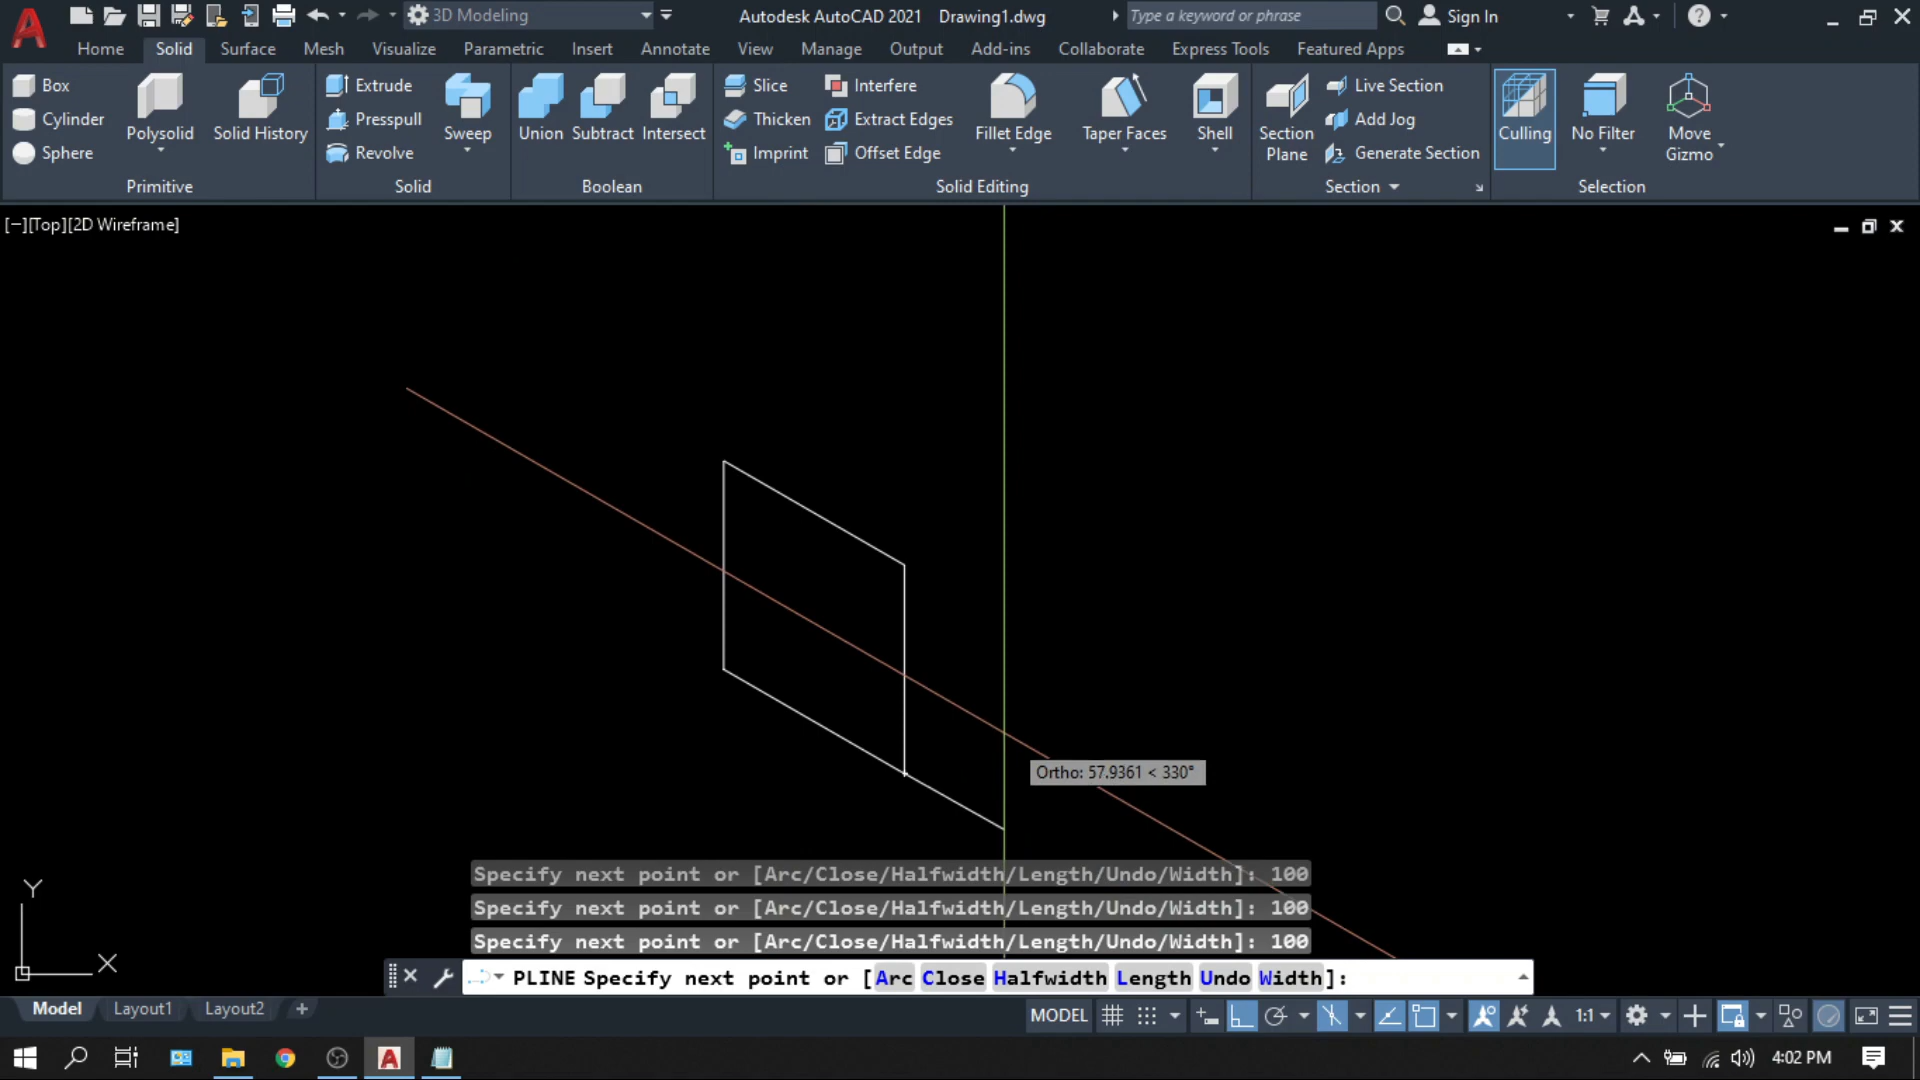 3D Modeling
Autodesk AutoCAD 2021 Drawing1.dwg
Type a keyword or phrase
Sign In
Home Solid Surface Mesh Visualize Parametric Insert Annotate View Manage Output Add-ins Collaborate Express Tools Featured Apps
Box
Cylinder
Sphere
Polysolid
Solid History
Primitive
Extrude
Presspull
Revolve
Sweep
Solid
Union Subtract Intersect
Boolean
Slice
Thicken
Imprint
Interfere
Extract Edges
Offset Edge
Fillet Edge
Taper Faces
Shell
Solid Editing
Section
Plane
Live Section
Add Jog
Generate Section
Section
Culling
No Filter
Move
Gizmo
Selection
[−][Top][2D Wireframe]
Ortho: 57.9361 < 330°
Specify next point or [Arc/Close/Halfwidth/Length/Undo/Width]: 100
Specify next point or [Arc/Close/Halfwidth/Length/Undo/Width]: 100
Specify next point or [Arc/Close/Halfwidth/Length/Undo/Width]: 100
PLINE Specify next point or [Arc Close Halfwidth Length Undo Width]:
Y
X
Model Layout1 Layout2
MODEL
1:1
4:02 PM